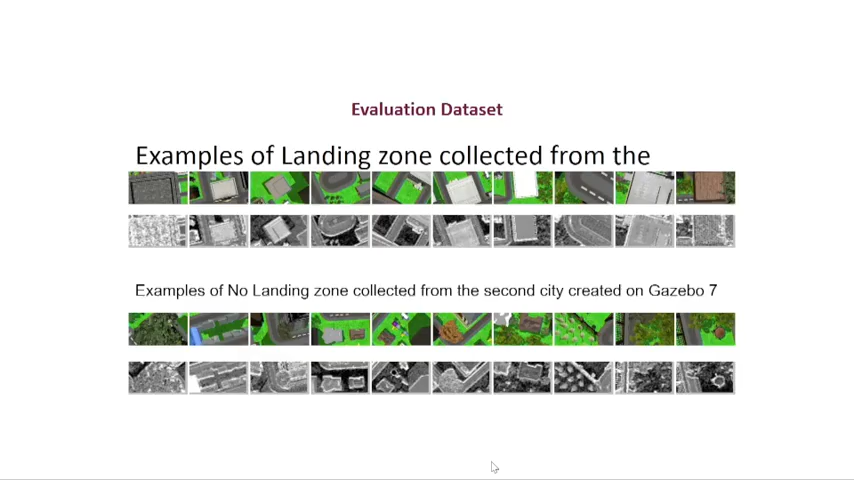 Evaluation Dataset
Examples of Landing zone collected from the
Examples of No Landing zone collected from the second city created on Gazebo 7